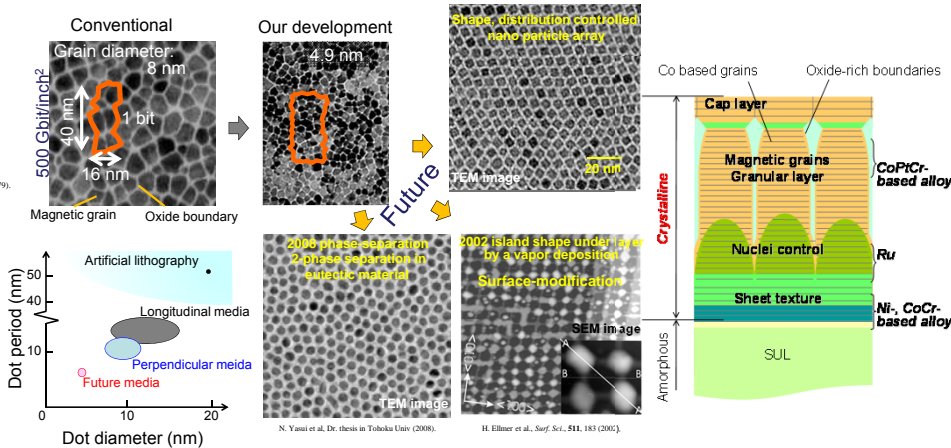 Conventional
Grain diameter:
8 nm
500 Gbit/inch²
40 nm
1 bit
16 nm
79).
Magnetic grain
Oxide boundary
Our development
4.9 nm
Shape, distribution controlled
nano particle array
TEM image
20 nm
Future
2008 phase-separation
2-phase separation in
eutectic material
TEM image
N. Yasui et al, Dr. thesis in Tohoku Univ (2008).
2002 island shape under layer
by a vapor deposition
Surface-modification
SEM image
A
B
B
A
H. Ellmer et al., Surf. Sci., 511, 183 (2002).
Dot period (nm)
50
40
10
0
10
20
Dot diameter (nm)
Artificial lithography
Longitudinal media
Perpendicular meida
Future media
Co based grains
Oxide-rich boundaries
Cap layer
Magnetic grains
Granular layer
CoPtCr-
based alloy
Crystalline
Nuclei control
Ru
Sheet texture
Ni-, CoCr-
based alloy
Amorphous
SUL